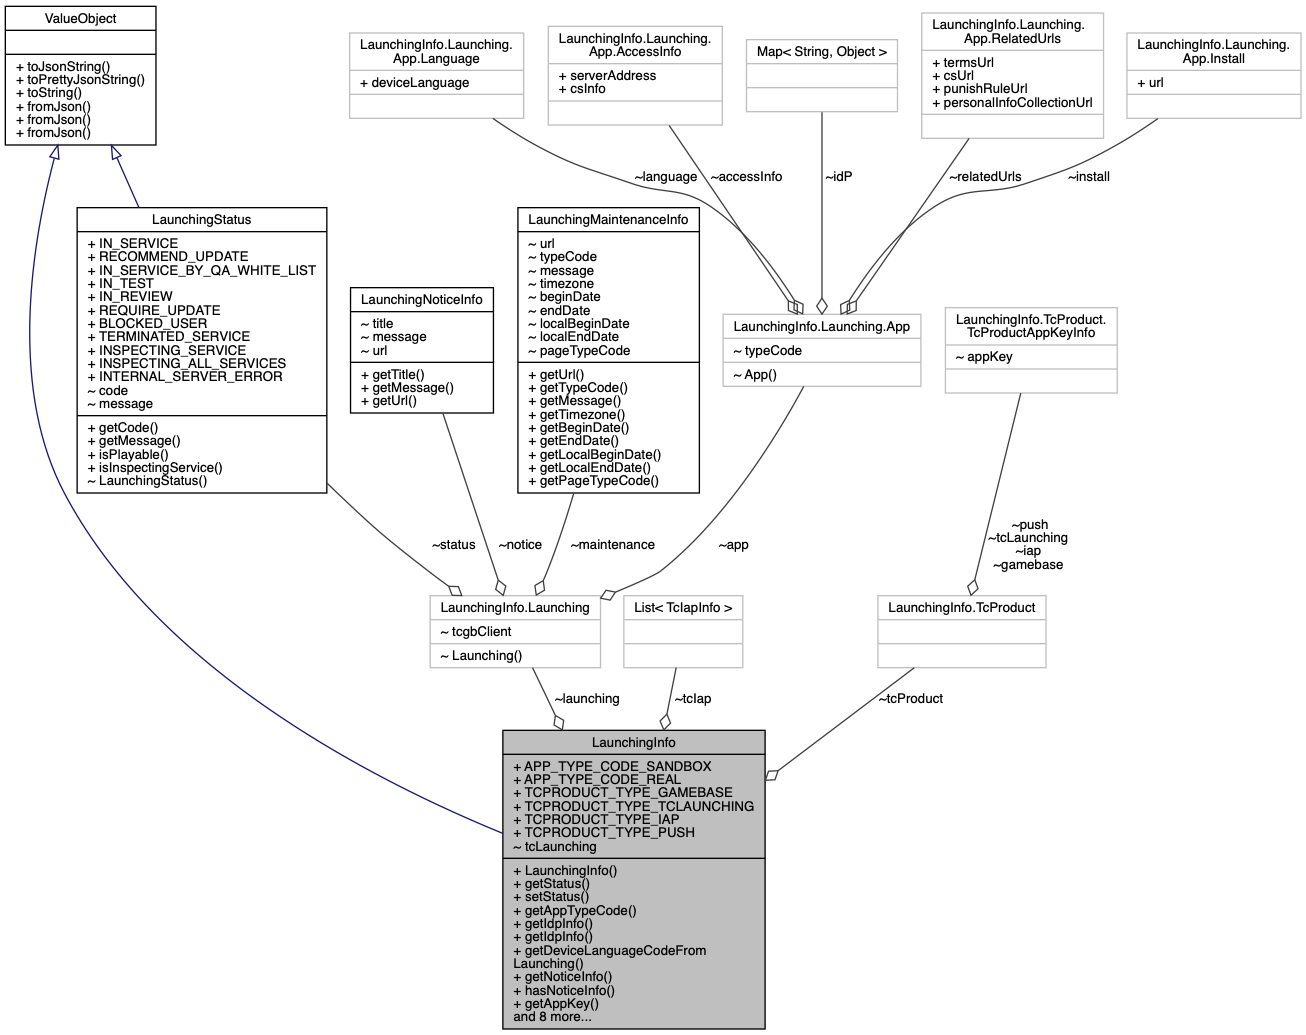 ValueObject
+ toJsonString()
+ toPrettyJsonString()
+ toString()
+ fromJson()
+ fromJson()
+ fromJson()
LaunchingInfo.Launching.
App.Language
+ deviceLanguage
LaunchingInfo.Launching.
App.AccessInfo
+ serverAddress
+ csInfo
Map< String, Object >
LaunchingInfo.Launching.
App.RelatedUrls
+ termsUrl
+ csUrl
+ punishRuleUrl
+ personalInfoCollectionUrl
LaunchingInfo.Launching.
App.Install
+ url
~language
~accessInfo
~idP
~relatedUrls
~install
LaunchingStatus
+ IN_SERVICE
+ RECOMMEND_UPDATE
+ IN_SERVICE_BY_QA_WHITE_LIST
+ IN_TEST
+ IN_REVIEW
+ REQUIRE_UPDATE
+ BLOCKED_USER
+ TERMINATED_SERVICE
+ INSPECTING_SERVICE
+ INSPECTING_ALL_SERVICES
+ INTERNAL_SERVER_ERROR
~ code
~ message
+ getCode()
+ getMessage()
+ isPlayable()
+ isInspectingService()
~ LaunchingStatus()
LaunchingNoticeInfo
~ title
~ message
~ url
+ getTitle()
+ getMessage()
+ getUrl()
LaunchingMaintenanceInfo
~ url
~ typeCode
~ message
~ timezone
~ beginDate
~ endDate
~ localBeginDate
~ localEndDate
~ pageTypeCode
+ getUrl()
+ getTypeCode()
+ getMessage()
+ getTimezone()
+ getBeginDate()
+ getEndDate()
+ getLocalBeginDate()
+ getLocalEndDate()
+ getPageTypeCode()
LaunchingInfo.Launching.App
~ typeCode
~ App()
LaunchingInfo.TcProduct.
TcProductAppKeyInfo
~ appKey
~status
~notice
~maintenance
~app
~push
~tcLaunching
~iap
~gamebase
LaunchingInfo.Launching
~ tcgbClient
~ Launching()
List< TcIapInfo >
LaunchingInfo.TcProduct
~launching
~tcIap
~tcProduct
LaunchingInfo
+ APP_TYPE_CODE_SANDBOX
+ APP_TYPE_CODE_REAL
+ TCPRODUCT_TYPE_GAMEBASE
+ TCPRODUCT_TYPE_TCLAUNCHING
+ TCPRODUCT_TYPE_IAP
+ TCPRODUCT_TYPE_PUSH
~ tcLaunching
+ LaunchingInfo()
+ getStatus()
+ setStatus()
+ getAppTypeCode()
+ getIdpInfo()
+ getIdpInfo()
+ getDeviceLanguageCodeFrom
Launching()
+ getNoticeInfo()
+ hasNoticeInfo()
+ getAppKey()
and 8 more...